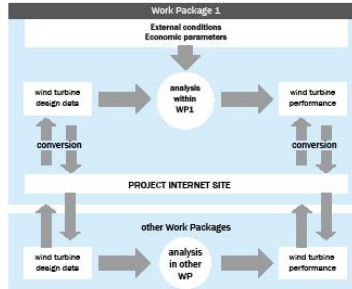 Work Package 1
External conditions
Economic parameters
wind turbine
design data
analysis
within
WP1
wind turbine
performance
conversion
conversion
PROJECT INTERNET SITE
other Work Packages
wind turbine
design data
analysis
in other
WP
wind turbine
performance